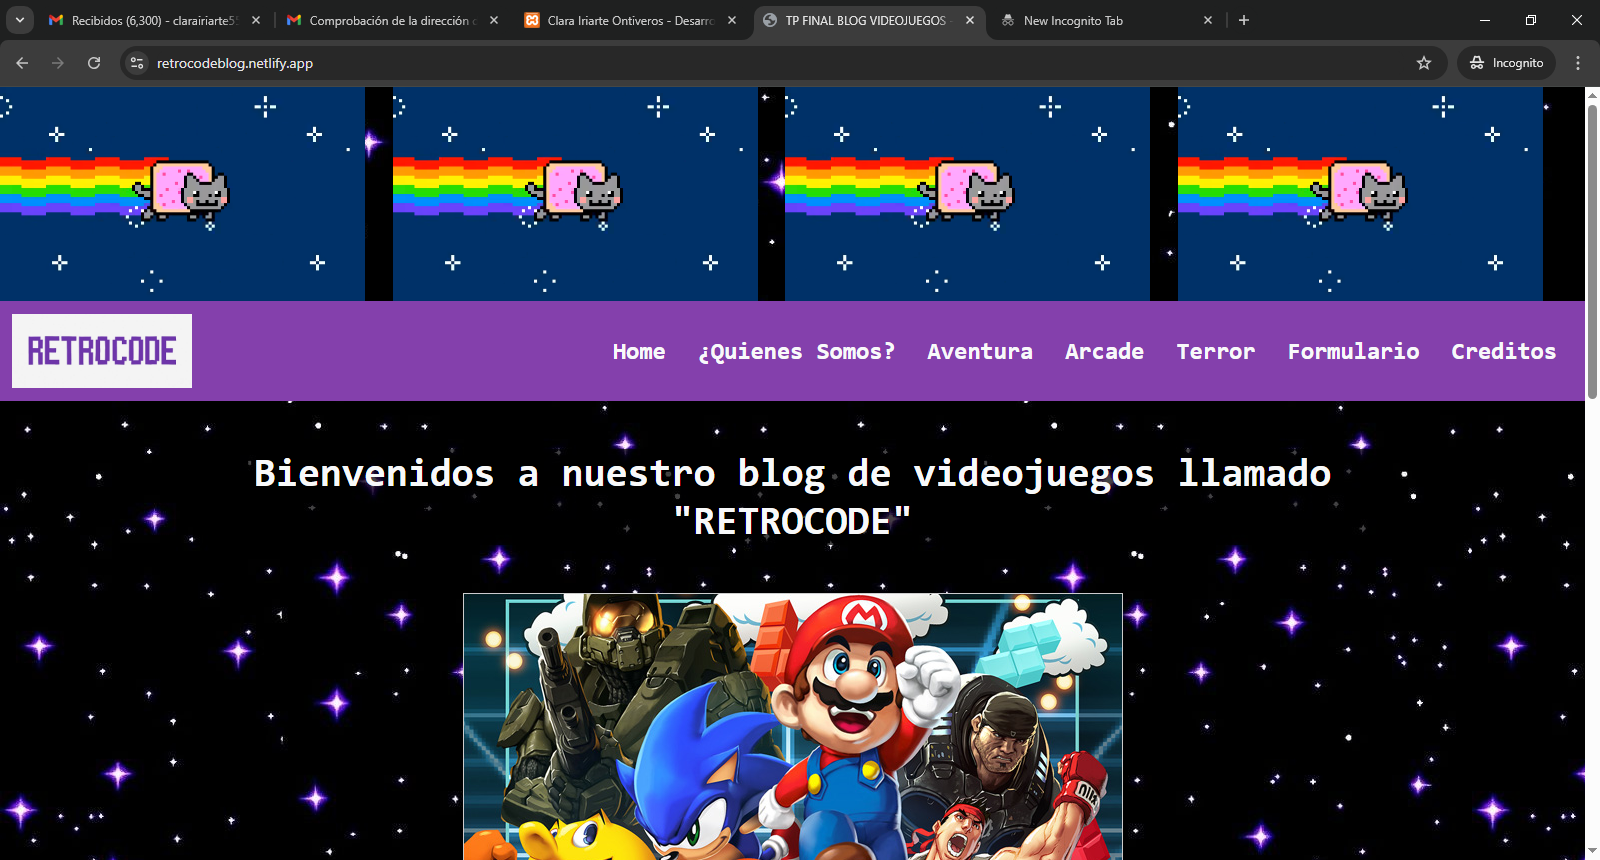 Recibidos (6,300) - clarairiarte55
Comprobación de la dirección d
Clara Iriarte Ontiveros - Desarro
TP FINAL BLOG VIDEOJUEGOS -
New Incognito Tab
retrocodeblog.netlify.app
Incognito
RETROCODE
Home ¿Quienes Somos? Aventura Arcade Terror Formulario Creditos
Bienvenidos a nuestro blog de videojuegos llamado
"RETROCODE"
M